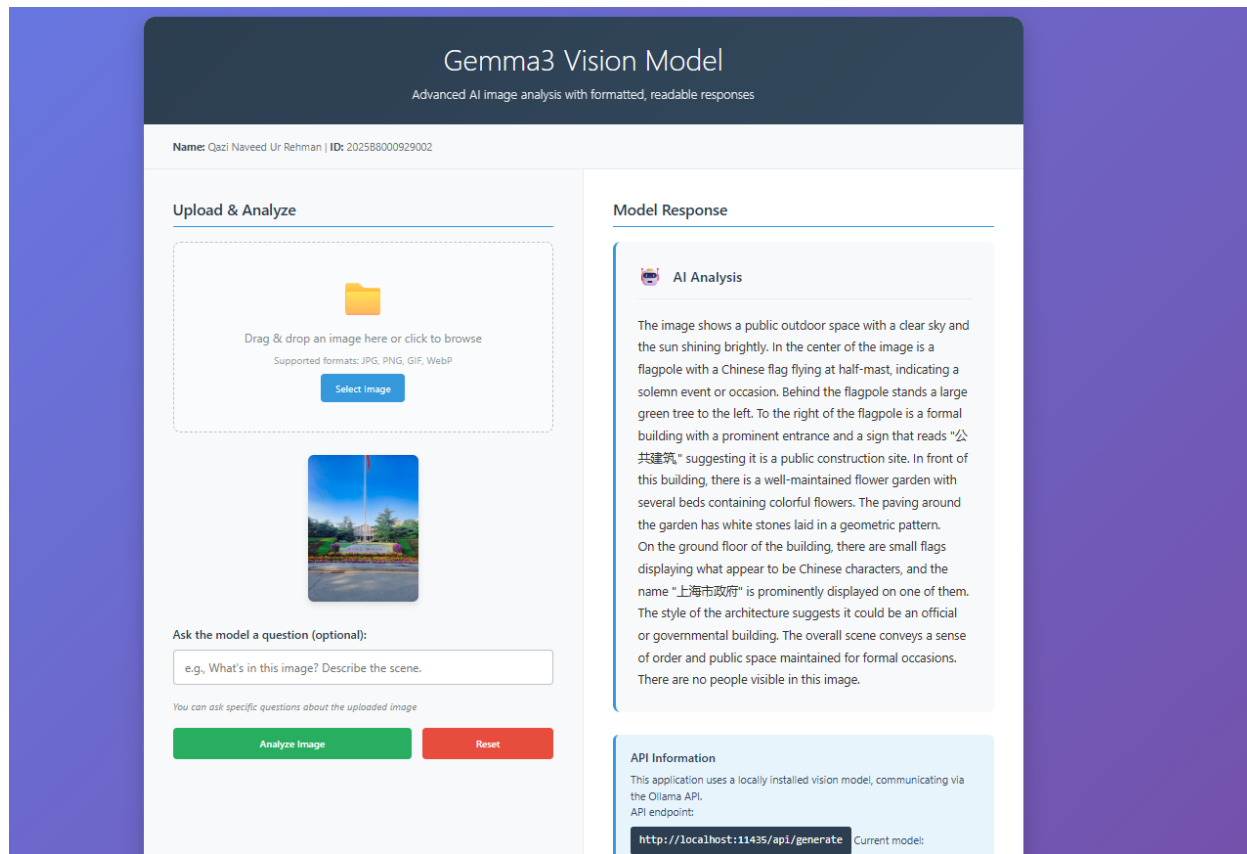 Gemma3 Vision Model
Advanced AI image analysis with formatted, readable responses
Name: Qazi Naveed Ur Rehman | ID: 2025B8000929002
Upload & Analyze
Drag & drop an image here or click to browse
Supported formats: JPG, PNG, GIF, WebP
Select Image
Ask the model a question (optional):
e.g., What's in this image? Describe the scene.
You can ask specific questions about the uploaded image
Analyze Image
Reset
Model Response
AI Analysis
The image shows a public outdoor space with a clear sky and
the sun shining brightly. In the center of the image is a
flagpole with a Chinese flag flying at half-mast, indicating a
solemn event or occasion. Behind the flagpole stands a large
green tree to the left. To the right of the flagpole is a formal
building with a prominent entrance and a sign that reads "公
共建筑," suggesting it is a public construction site. In front of
this building, there is a well-maintained flower garden with
several beds containing colorful flowers. The paving around
the garden has white stones laid in a geometric pattern.
On the ground floor of the building, there are small flags
displaying what appear to be Chinese characters, and the
name "上海市政府" is prominently displayed on one of them.
The style of the architecture suggests it could be an official
or governmental building. The overall scene conveys a sense
of order and public space maintained for formal occasions.
There are no people visible in this image.
API Information
This application uses a locally installed vision model, communicating via
the Ollama API.
API endpoint:
http://localhost:11435/api/generate Current model: